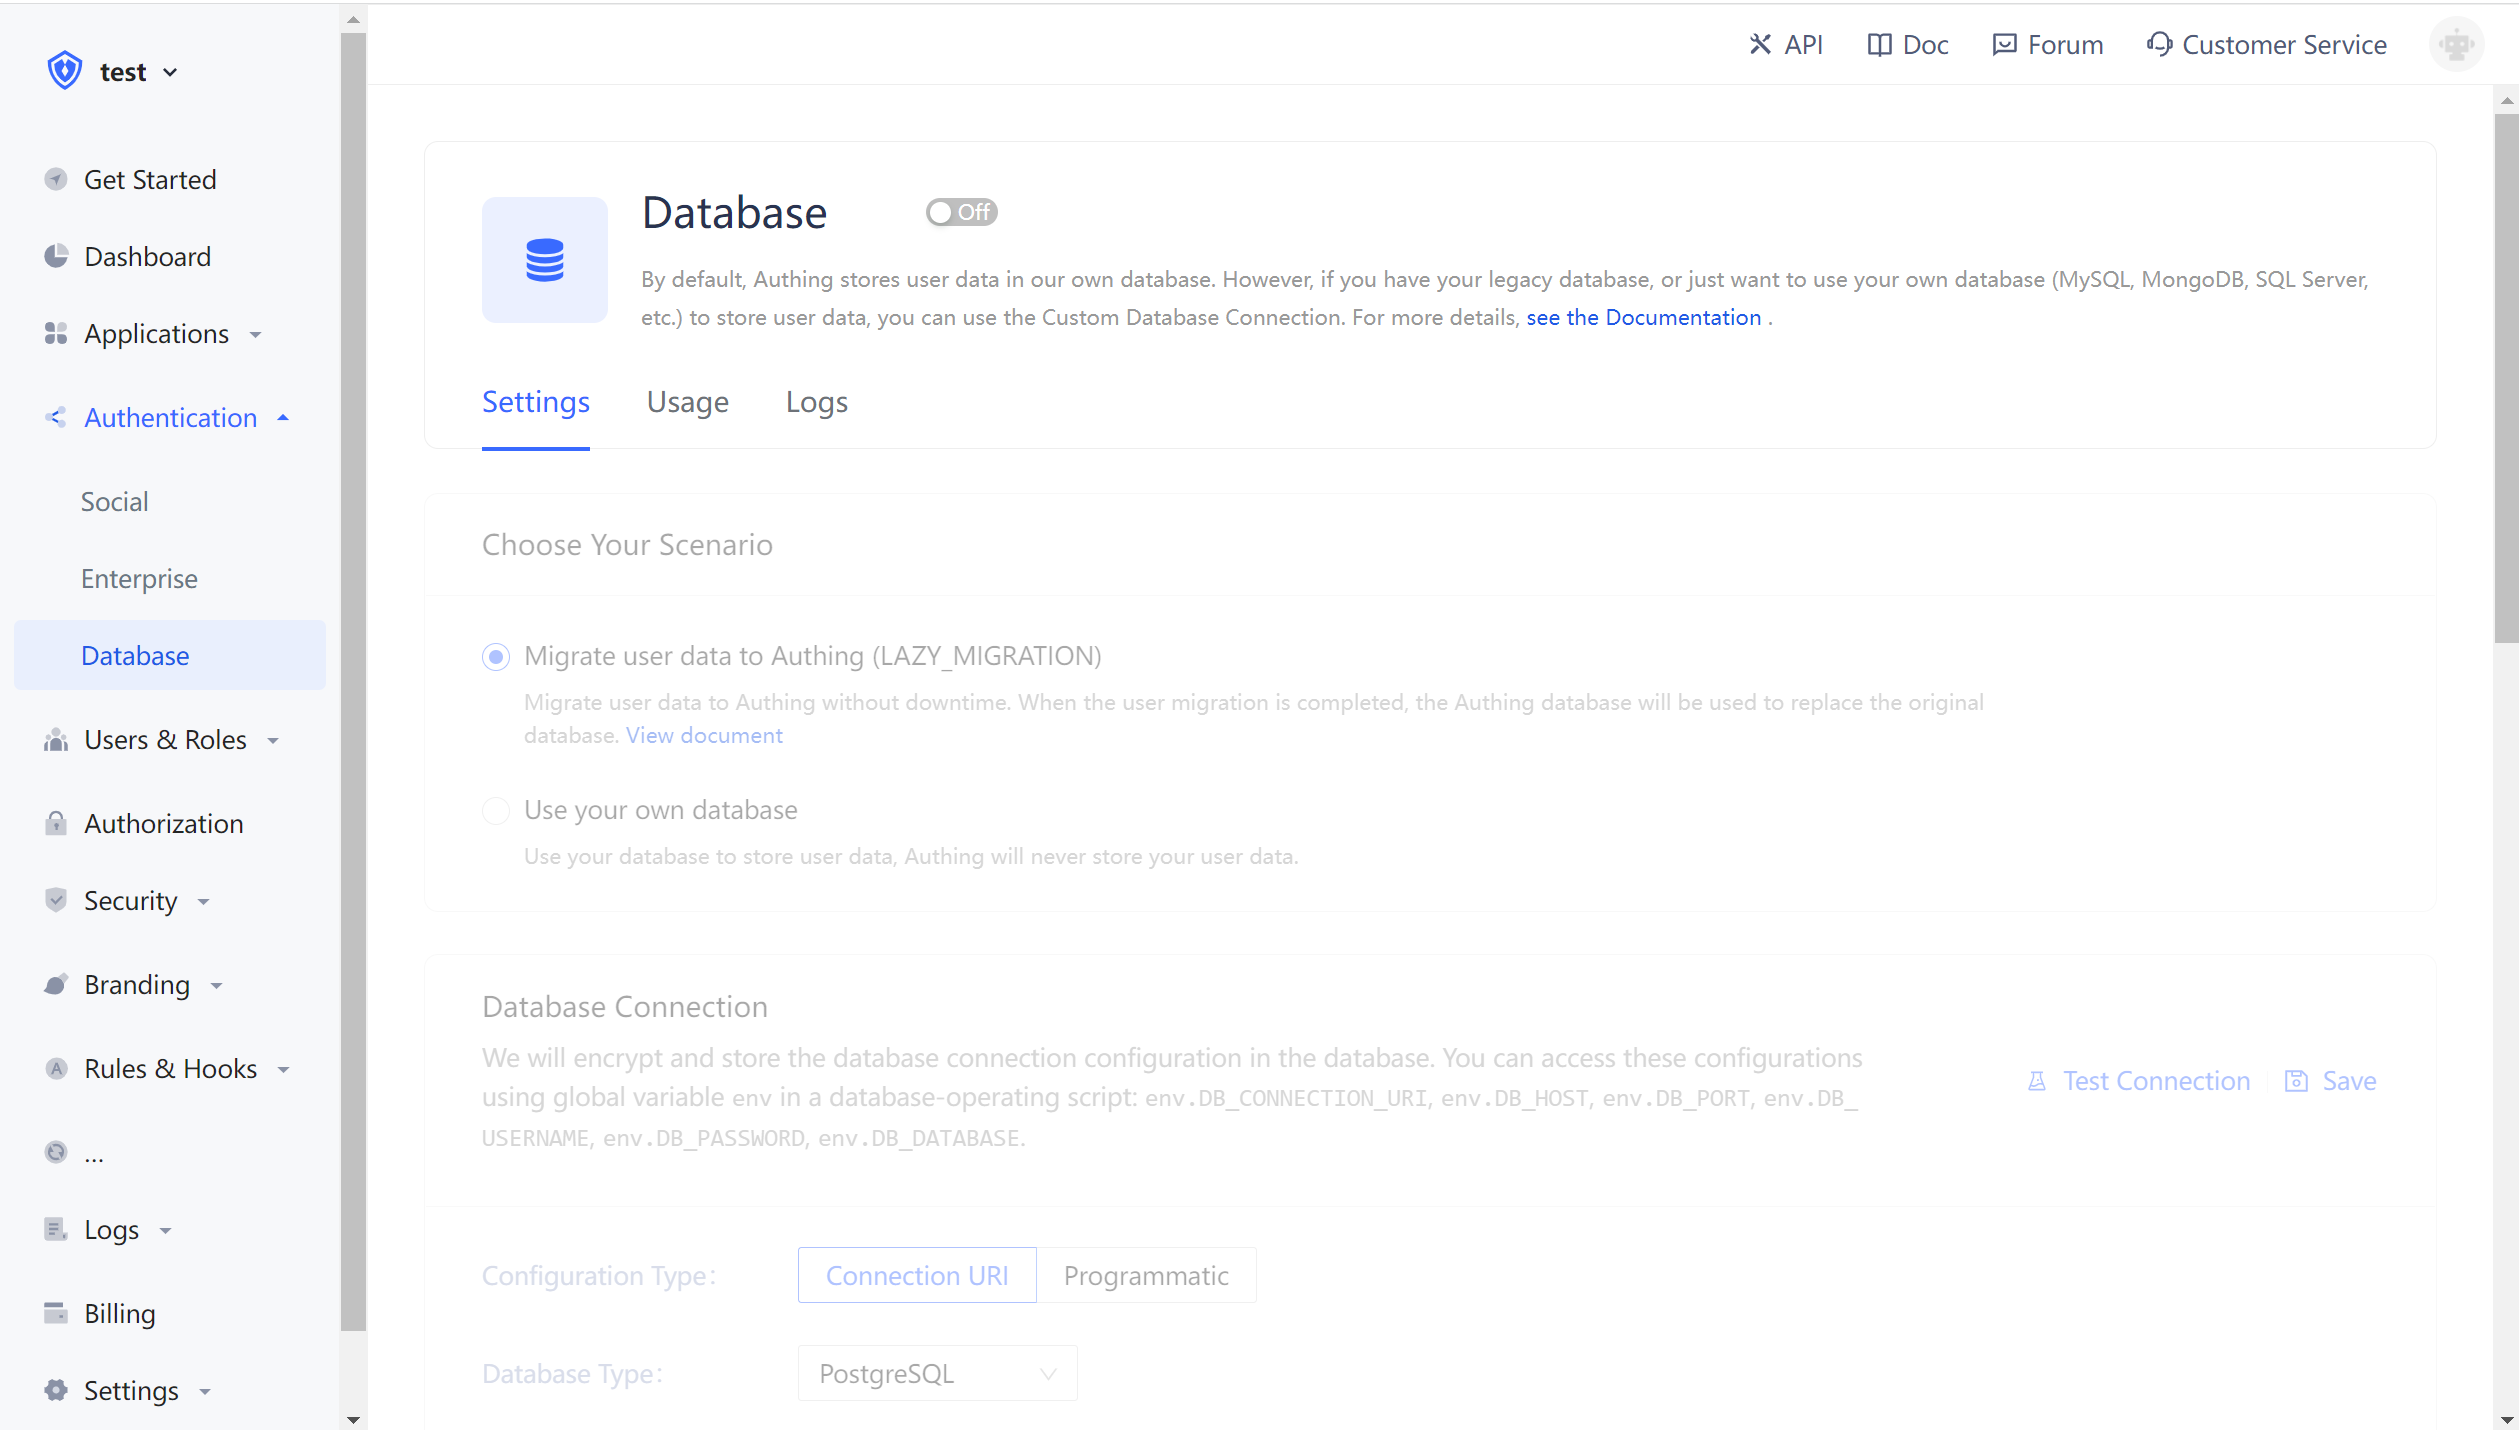 test
API
Doc
Forum
Customer Service
Get Started
Dashboard
Applications
Authentication
Social
Enterprise
Database
Users & Roles
Authorization
Security
Branding
Rules & Hooks
...
Logs
Billing
Settings
Database
Off
By default, Authing stores user data in our own database. However, if you have your legacy database, or just want to use your own database (MySQL, MongoDB, SQL Server,
etc.) to store user data, you can use the Custom Database Connection. For more details, see the Documentation .
Settings
Usage
Logs
Choose Your Scenario
Migrate user data to Authing (LAZY_MIGRATION)
Migrate user data to Authing without downtime. When the user migration is completed, the Authing database will be used to replace the original
database. View document
Use your own database
Use your database to store user data, Authing will never store your user data.
Database Connection
We will encrypt and store the database connection configuration in the database. You can access these configurations
using global variable env in a database-operating script: env.DB_CONNECTION_URI, env.DB_HOST, env.DB_PORT, env.DB_
USERNAME, env.DB_PASSWORD, env.DB_DATABASE.
Test Connection
Save
Configuration Type:
Connection URI
Programmatic
Database Type:
PostgreSQL